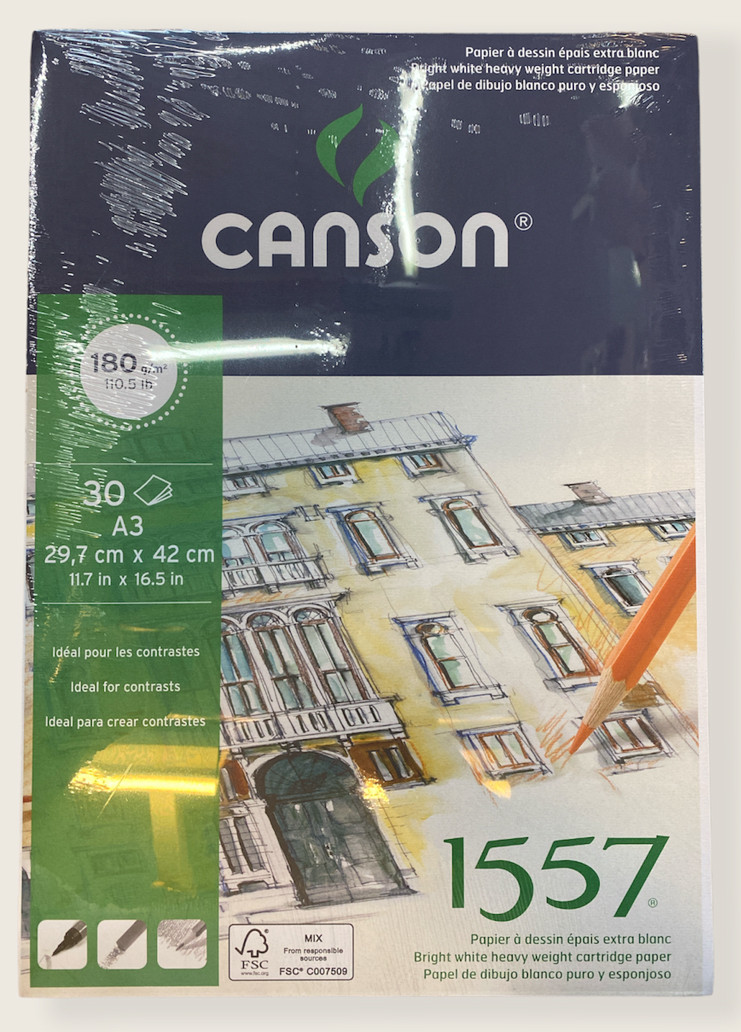 Papier à dessin épais extra blanc
Bright white heavy weight cartridge paper
Papel de dibujo blanco puro y esponjoso
CANSON®
180 g/m²
110.5 lb
30
A3
29,7 cm x 42 cm
11.7 in x 16.5 in
Idéal pour les contrastes
Ideal for contrasts
Ideal para crear contrastes
1557®
Papier à dessin épais extra blanc
Bright white heavy weight cartridge paper
Papel de dibujo blanco puro y esponjoso
FSC
www.fsc.org
MIX
From responsible
sources
FSC® C007509